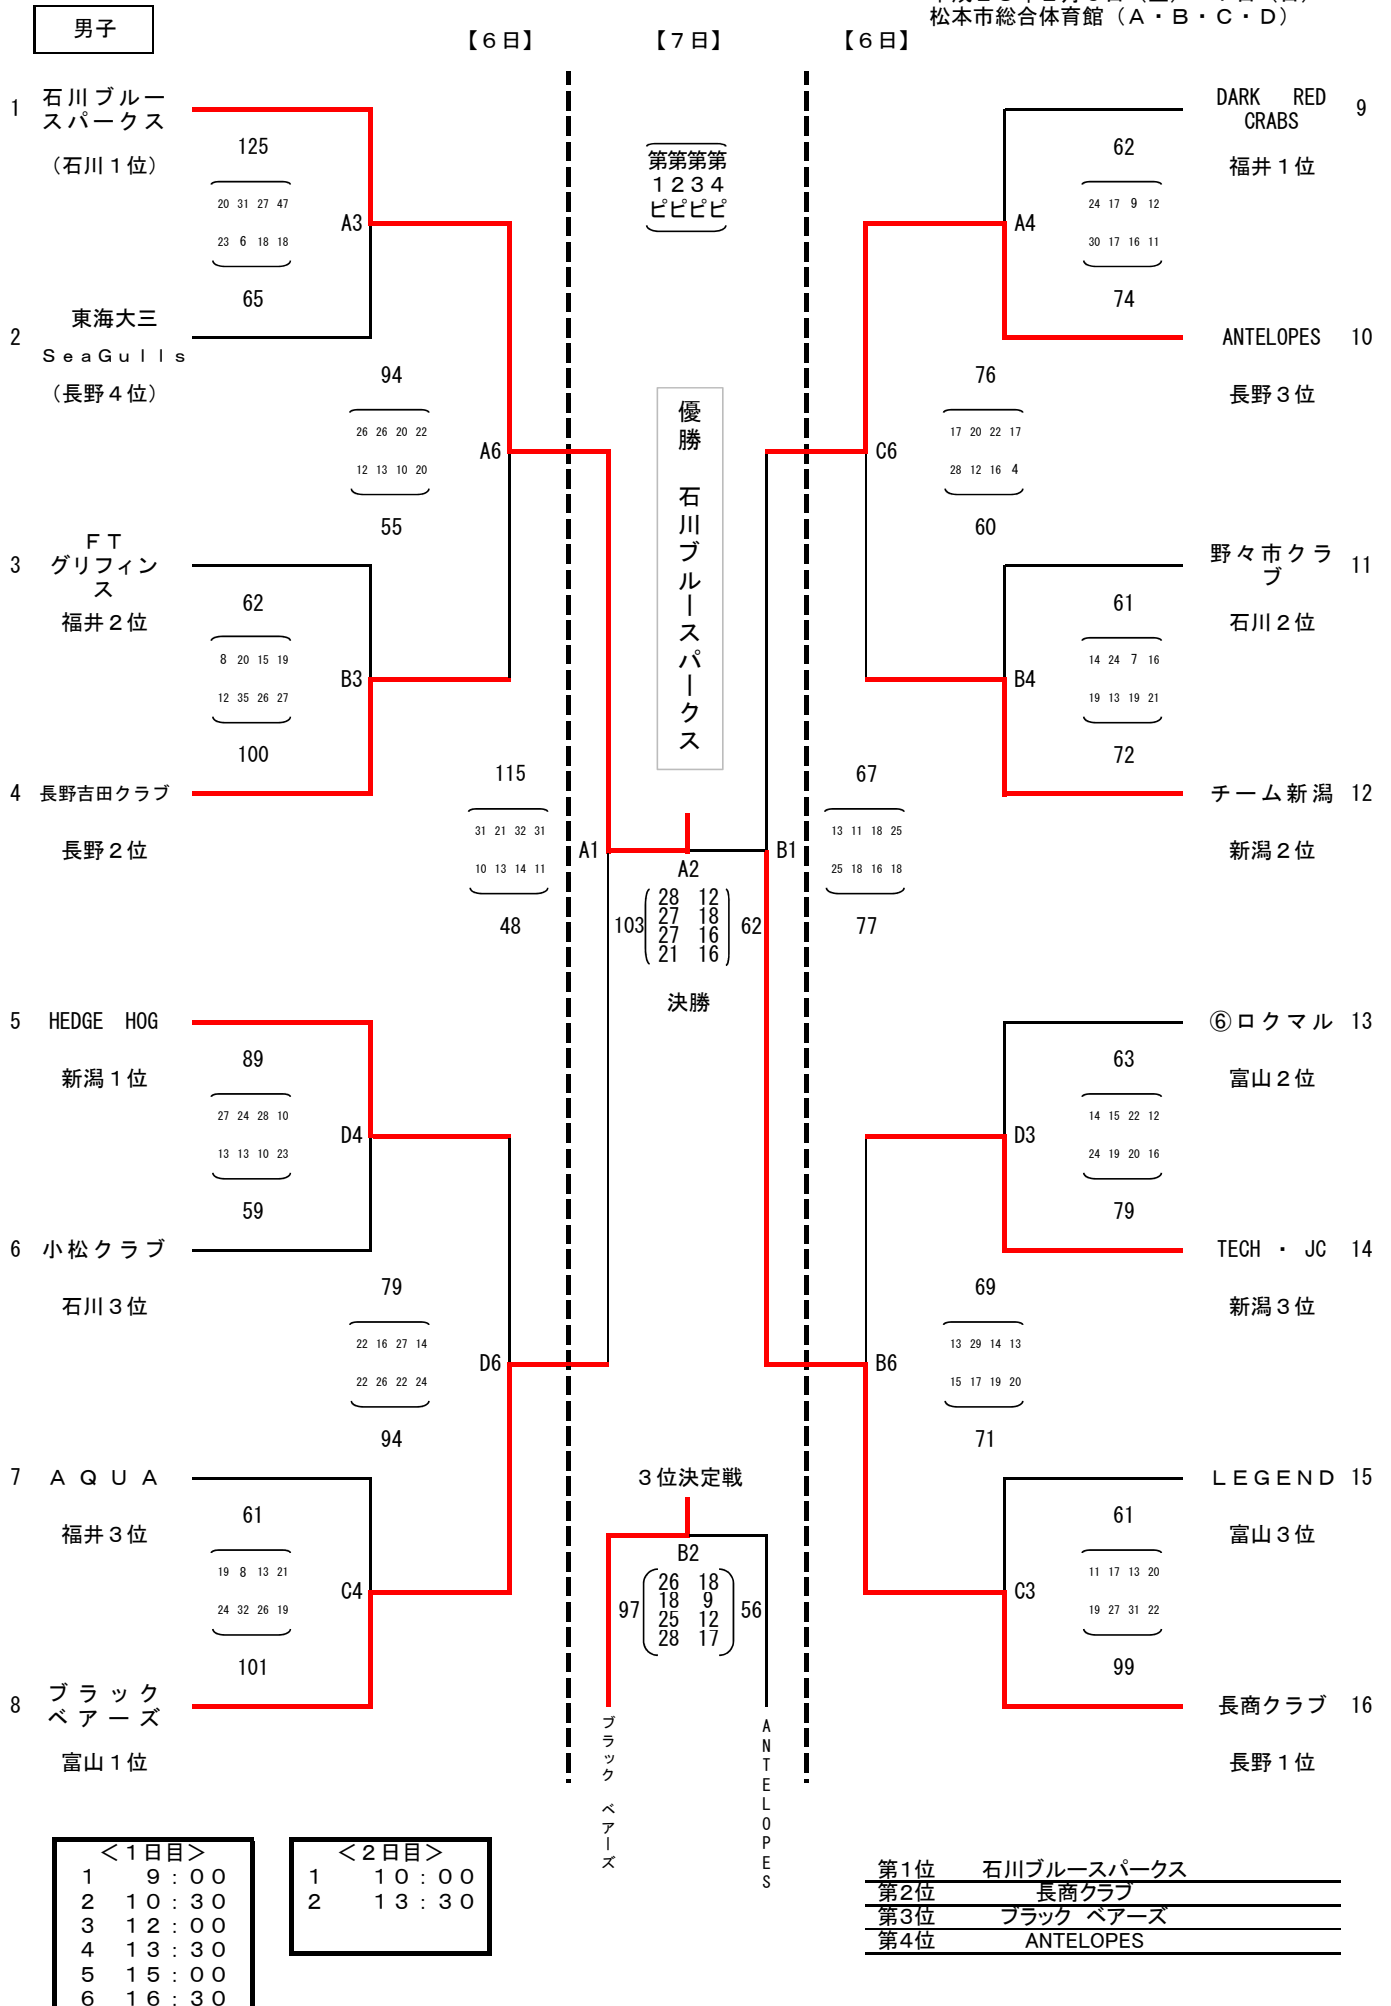 男子
松本市総合体育館（A・B・C・D）
【６日】
【７日】
【６日】
第第第第
１２３４
ピピピピ
優勝　石川ブルースパークス
1
石川ブルー
スパークス
（石川１位）
125
20 31 27 47
A3
23 6 18 18
65
2
東海大三
ＳｅａＧｕｌｌｓ
（長野４位）
94
26 26 20 22
A6
12 13 10 20
55
3
ＦＴ
グリフィン
ス
福井２位
62
8 20 15 19
B3
12 35 26 27
100
4
長野吉田クラブ
長野２位
115
31 21 32 31
A1
10 13 14 11
48
5
HEDGE HOG
新潟１位
89
27 24 28 10
D4
13 13 10 23
59
6
小松クラブ
石川３位
79
22 16 27 14
D6
22 26 22 24
94
7
ＡＱＵＡ
福井３位
61
19 8 13 21
C4
24 32 26 19
101
8
ブラック
ベアーズ
富山１位
A2
28 12
27 18
103
62
27 16
21 16
決勝
３位決定戦
B2
26 18
18 9
97
56
25 12
28 17
ブラック ベアーズ
ANTELOPES
DARK RED
CRABS
9
福井１位
62
24 17 9 12
A4
30 17 16 11
74
ANTELOPES
10
長野３位
76
17 20 22 17
C6
28 12 16 4
60
野々市クラ
ブ
11
石川２位
61
14 24 7 16
B4
19 13 19 21
72
チーム新潟
12
新潟２位
67
13 11 18 25
B1
25 18 16 18
77
⑥ロクマル
13
富山２位
63
14 15 22 12
D3
24 19 20 16
79
TECH ・ JC
14
新潟３位
69
13 29 14 13
B6
15 17 19 20
71
ＬＥＧＥＮＤ
15
富山３位
61
11 17 13 20
C3
19 27 31 22
99
長商クラブ
16
長野１位
＜１日目＞
１　９：００
２　１０：３０
３　１２：００
４　１３：３０
５　１５：００
６　１６：３０
＜２日目＞
１　１０：００
２　１３：３０
第1位　石川ブルースパークス
第2位　長商クラブ
第3位　ブラック ベアーズ
第4位　ANTELOPES